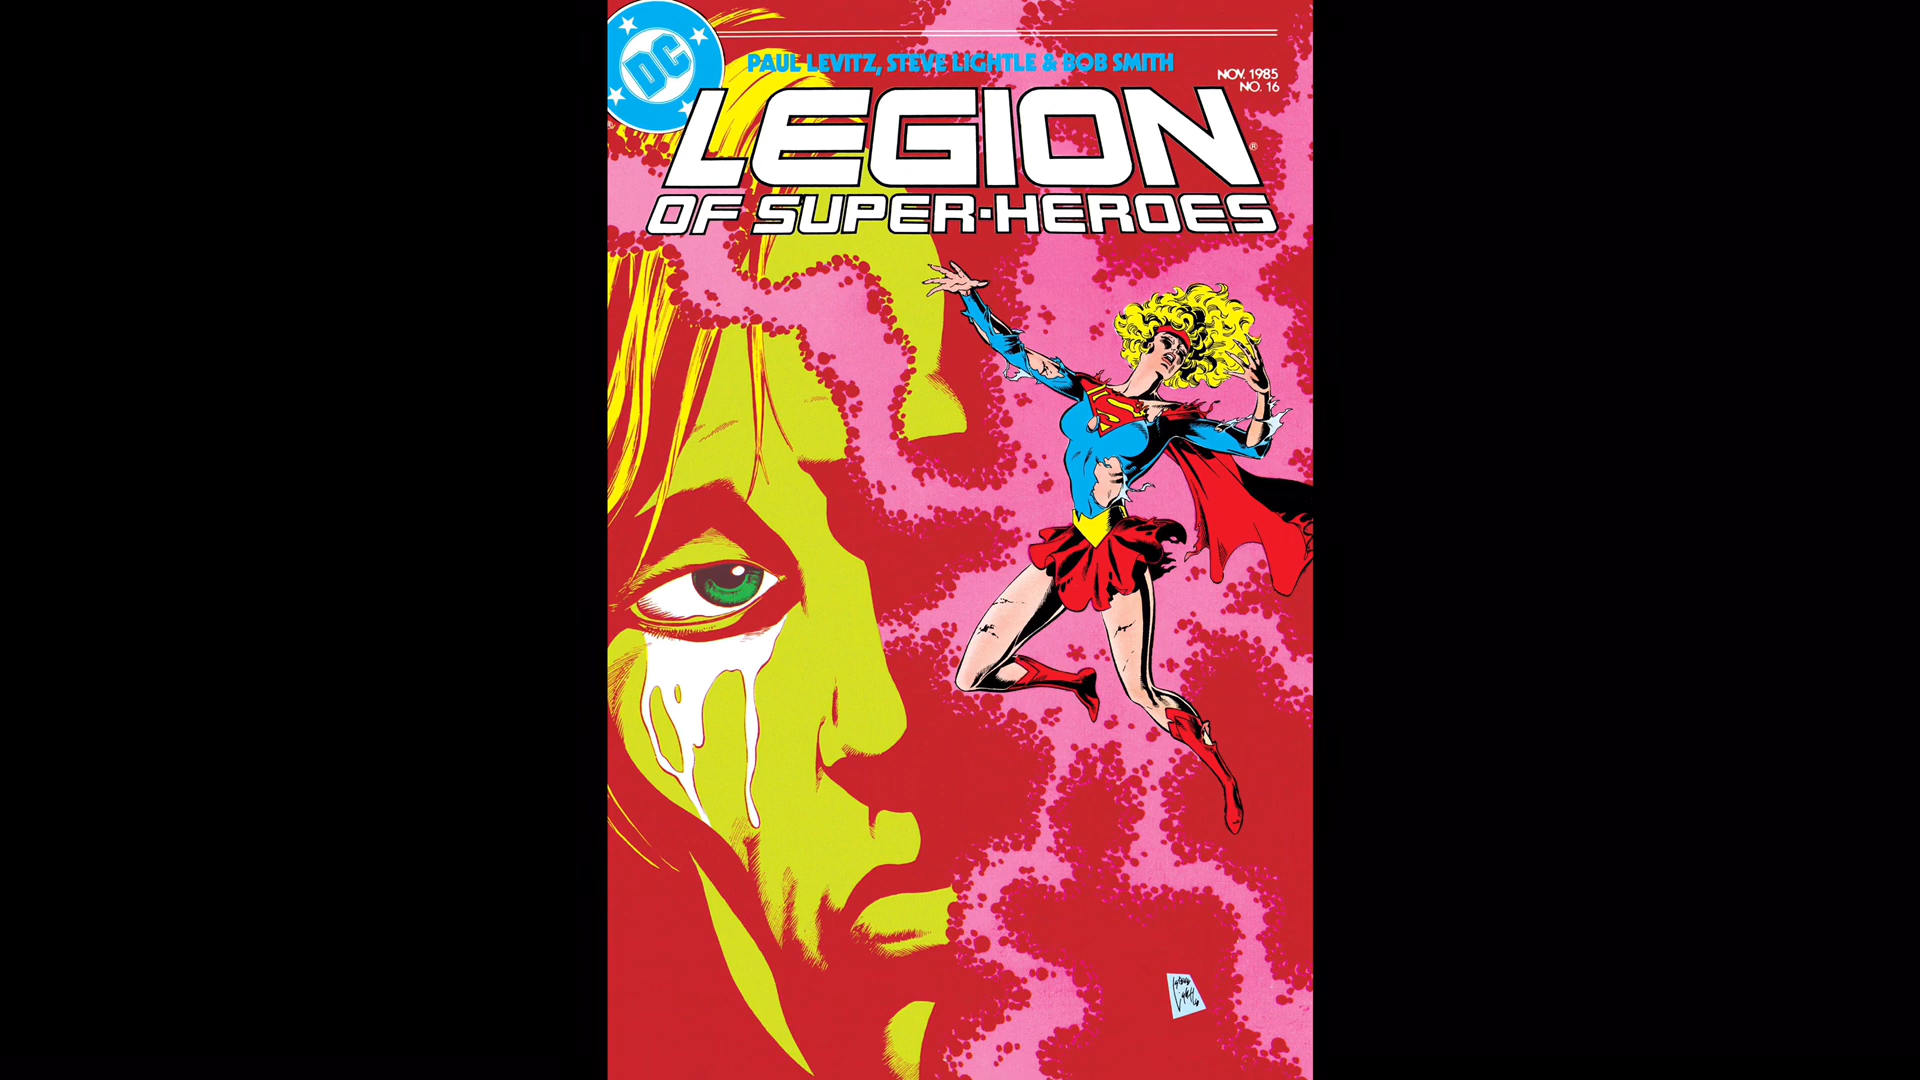 DC
PAUL LEVITZ, STEVE LIGHTLE & BOB SMITH
NOV. 1985
NO. 16
LEGION®
OF SUPER-HEROES
S